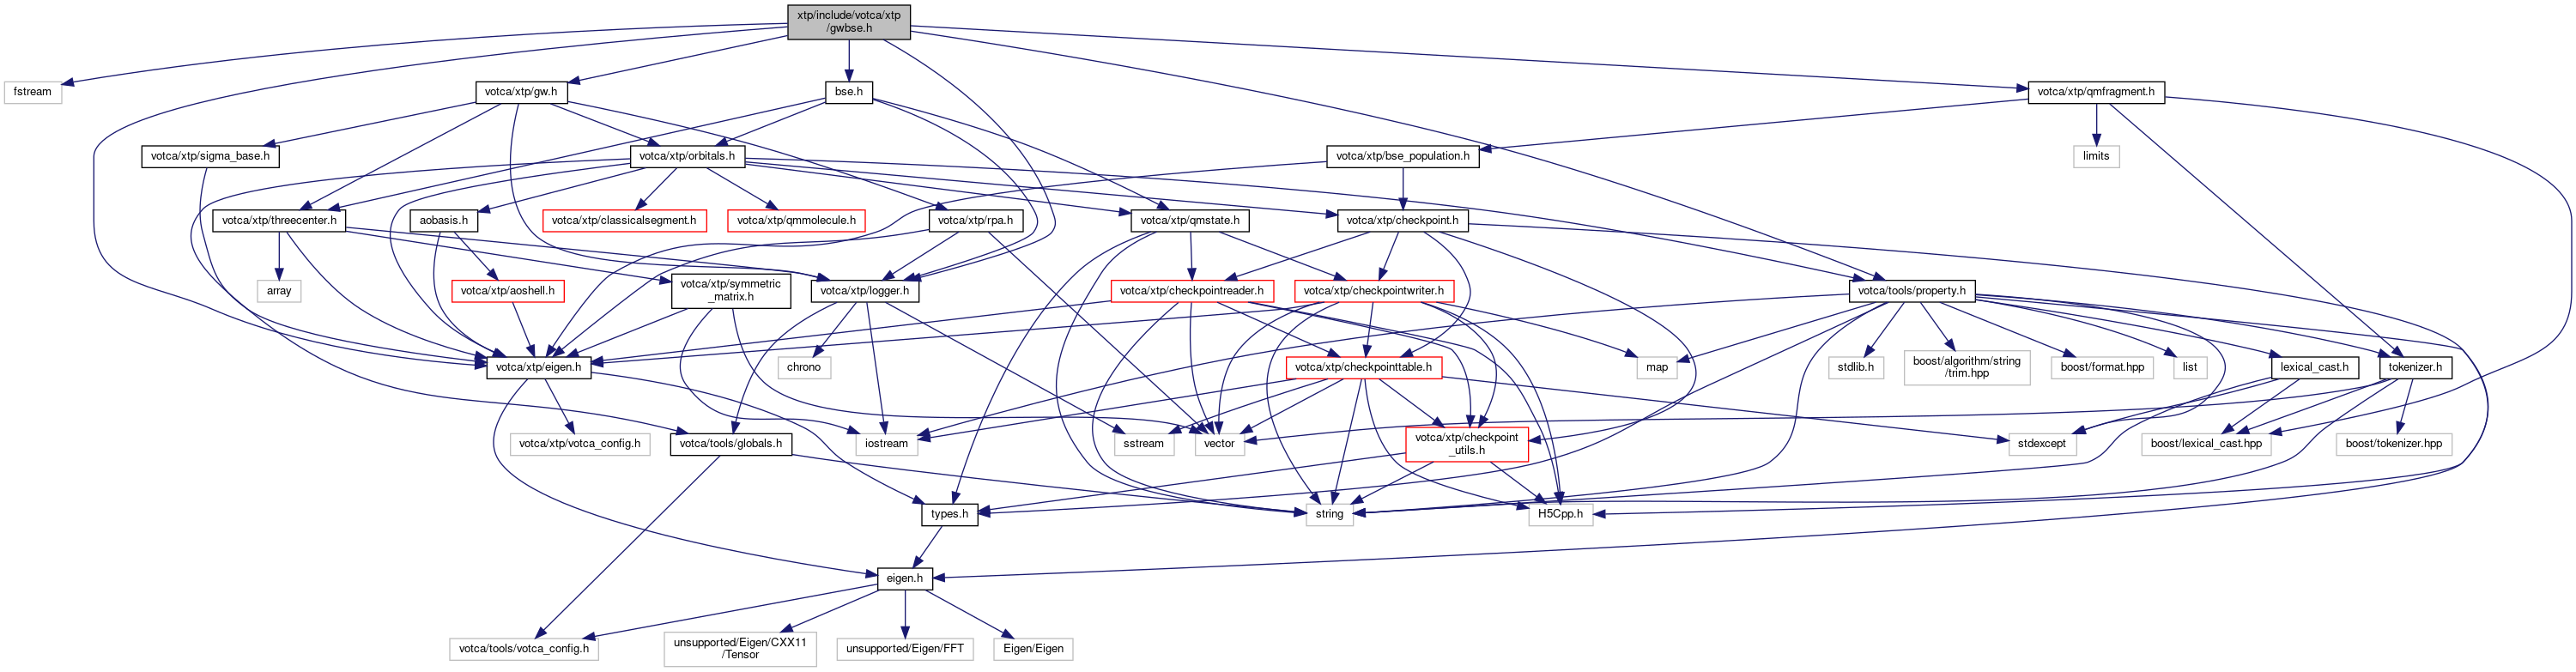 xtp/include/votca/xtp
/gwbse.h
fstream
votca/xtp/gw.h
bse.h
votca/xtp/qmfragment.h
votca/xtp/sigma_base.h
votca/xtp/orbitals.h
votca/xtp/bse_population.h
limits
votca/xtp/threecenter.h
aobasis.h
votca/xtp/classicalsegment.h
votca/xtp/qmmolecule.h
votca/xtp/rpa.h
votca/xtp/qmstate.h
votca/xtp/checkpoint.h
array
votca/xtp/aoshell.h
votca/xtp/symmetric
_matrix.h
votca/xtp/logger.h
votca/xtp/checkpointreader.h
votca/xtp/checkpointwriter.h
votca/tools/property.h
votca/xtp/eigen.h
chrono
votca/xtp/checkpointtable.h
map
stdlib.h
boost/algorithm/string
/trim.hpp
boost/format.hpp
list
lexical_cast.h
tokenizer.h
votca/xtp/votca_config.h
votca/tools/globals.h
iostream
sstream
vector
votca/xtp/checkpoint
_utils.h
stdexcept
boost/lexical_cast.hpp
boost/tokenizer.hpp
types.h
string
H5Cpp.h
eigen.h
votca/tools/votca_config.h
unsupported/Eigen/CXX11
/Tensor
unsupported/Eigen/FFT
Eigen/Eigen